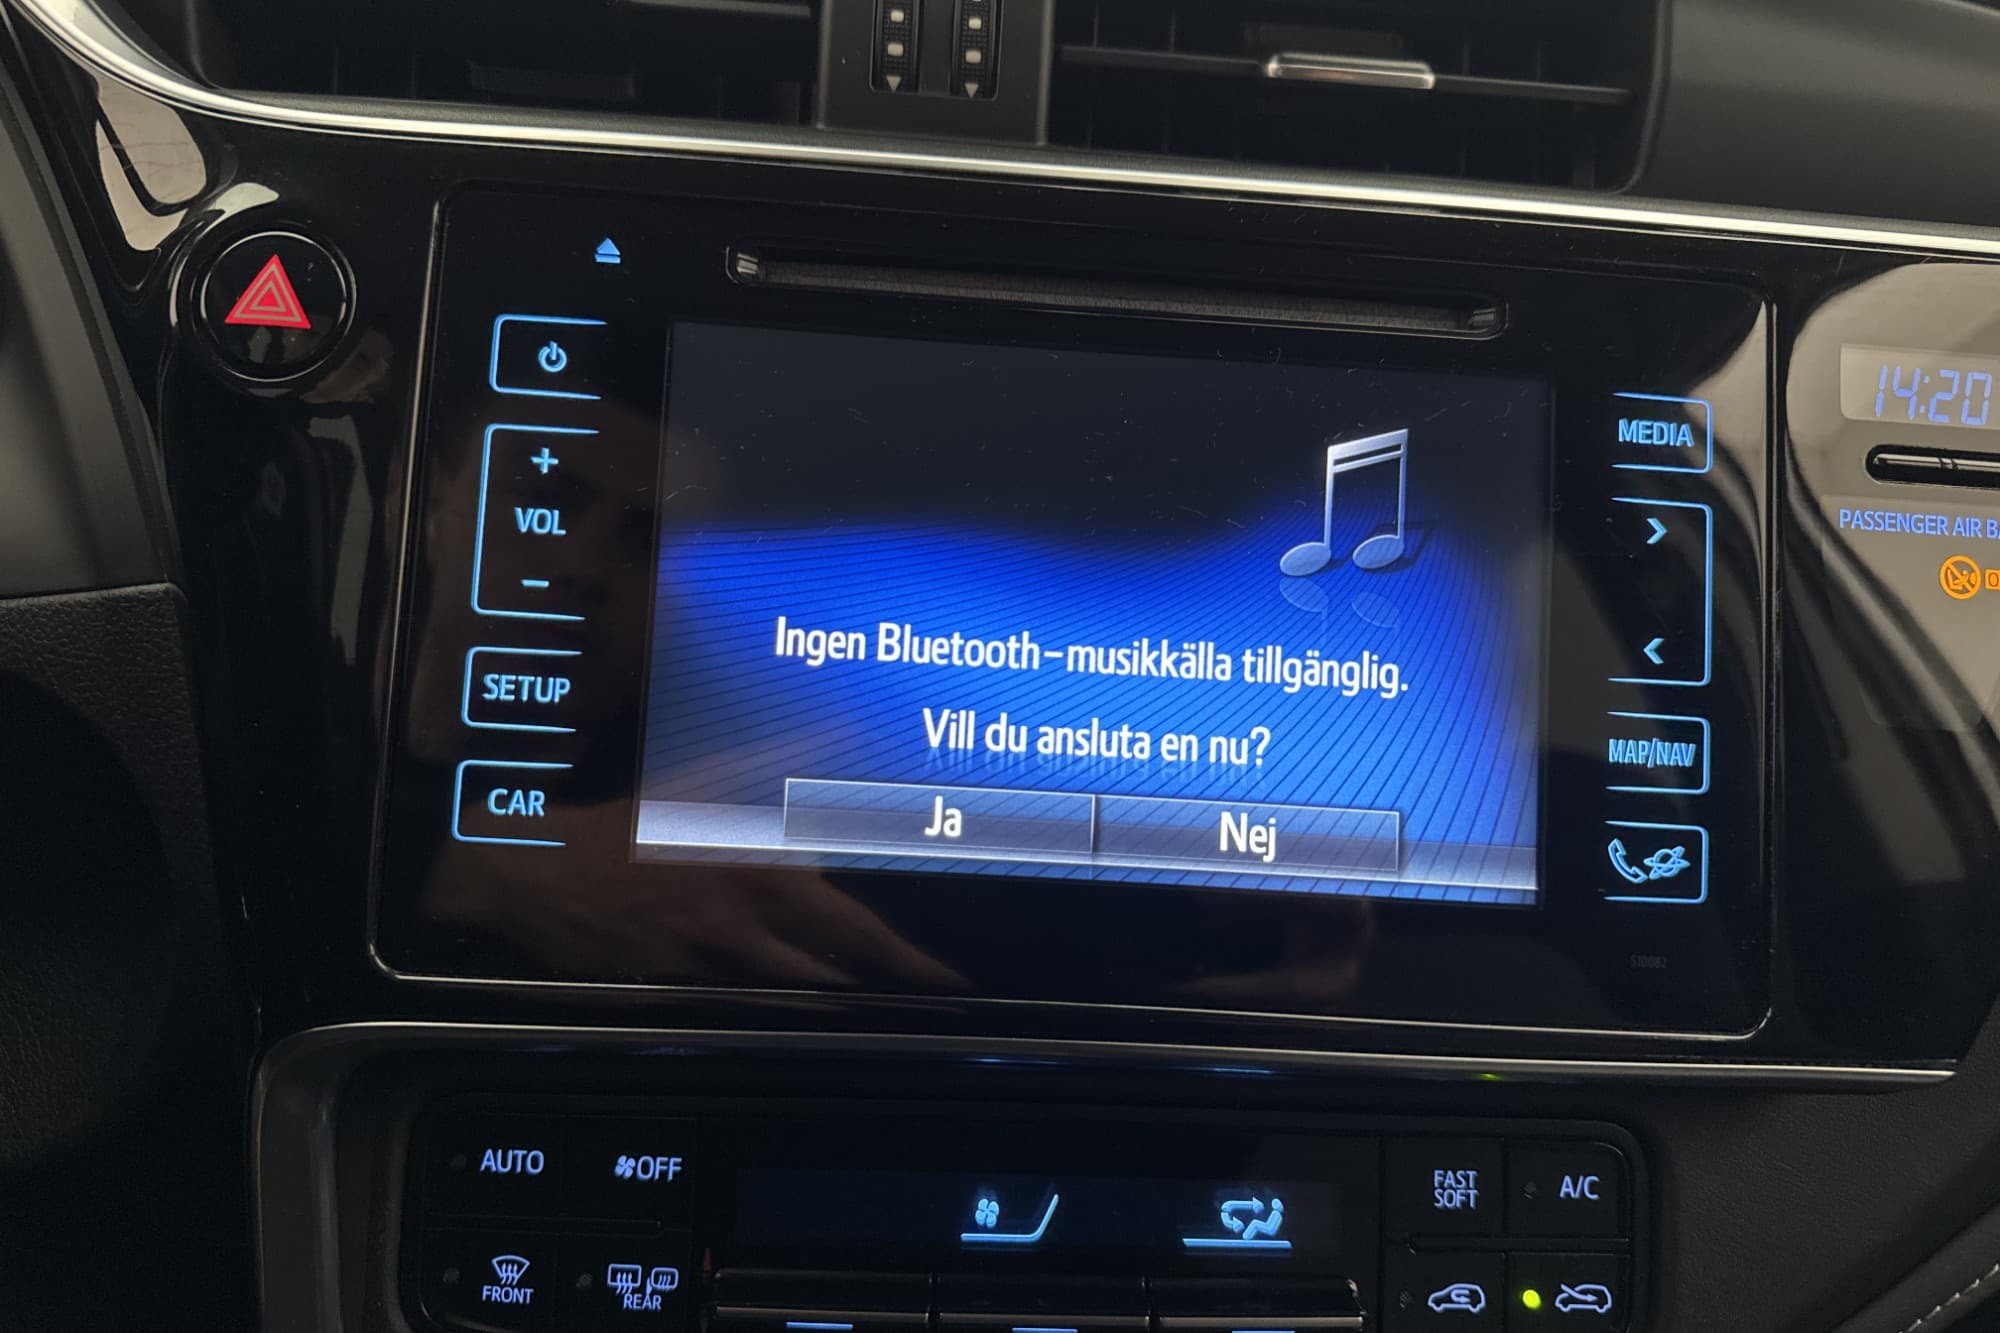 VOL
SETUP
CAR
Ingen Bluetooth-musikkälla tillgänglig.
Vill du ansluta en nu?
Ja
Nej
MEDIA
MAP/NAV
14:20
PASSENGER AIR
510082
AUTO
OFF
FAST
SOFT
A/C
FRONT
REAR